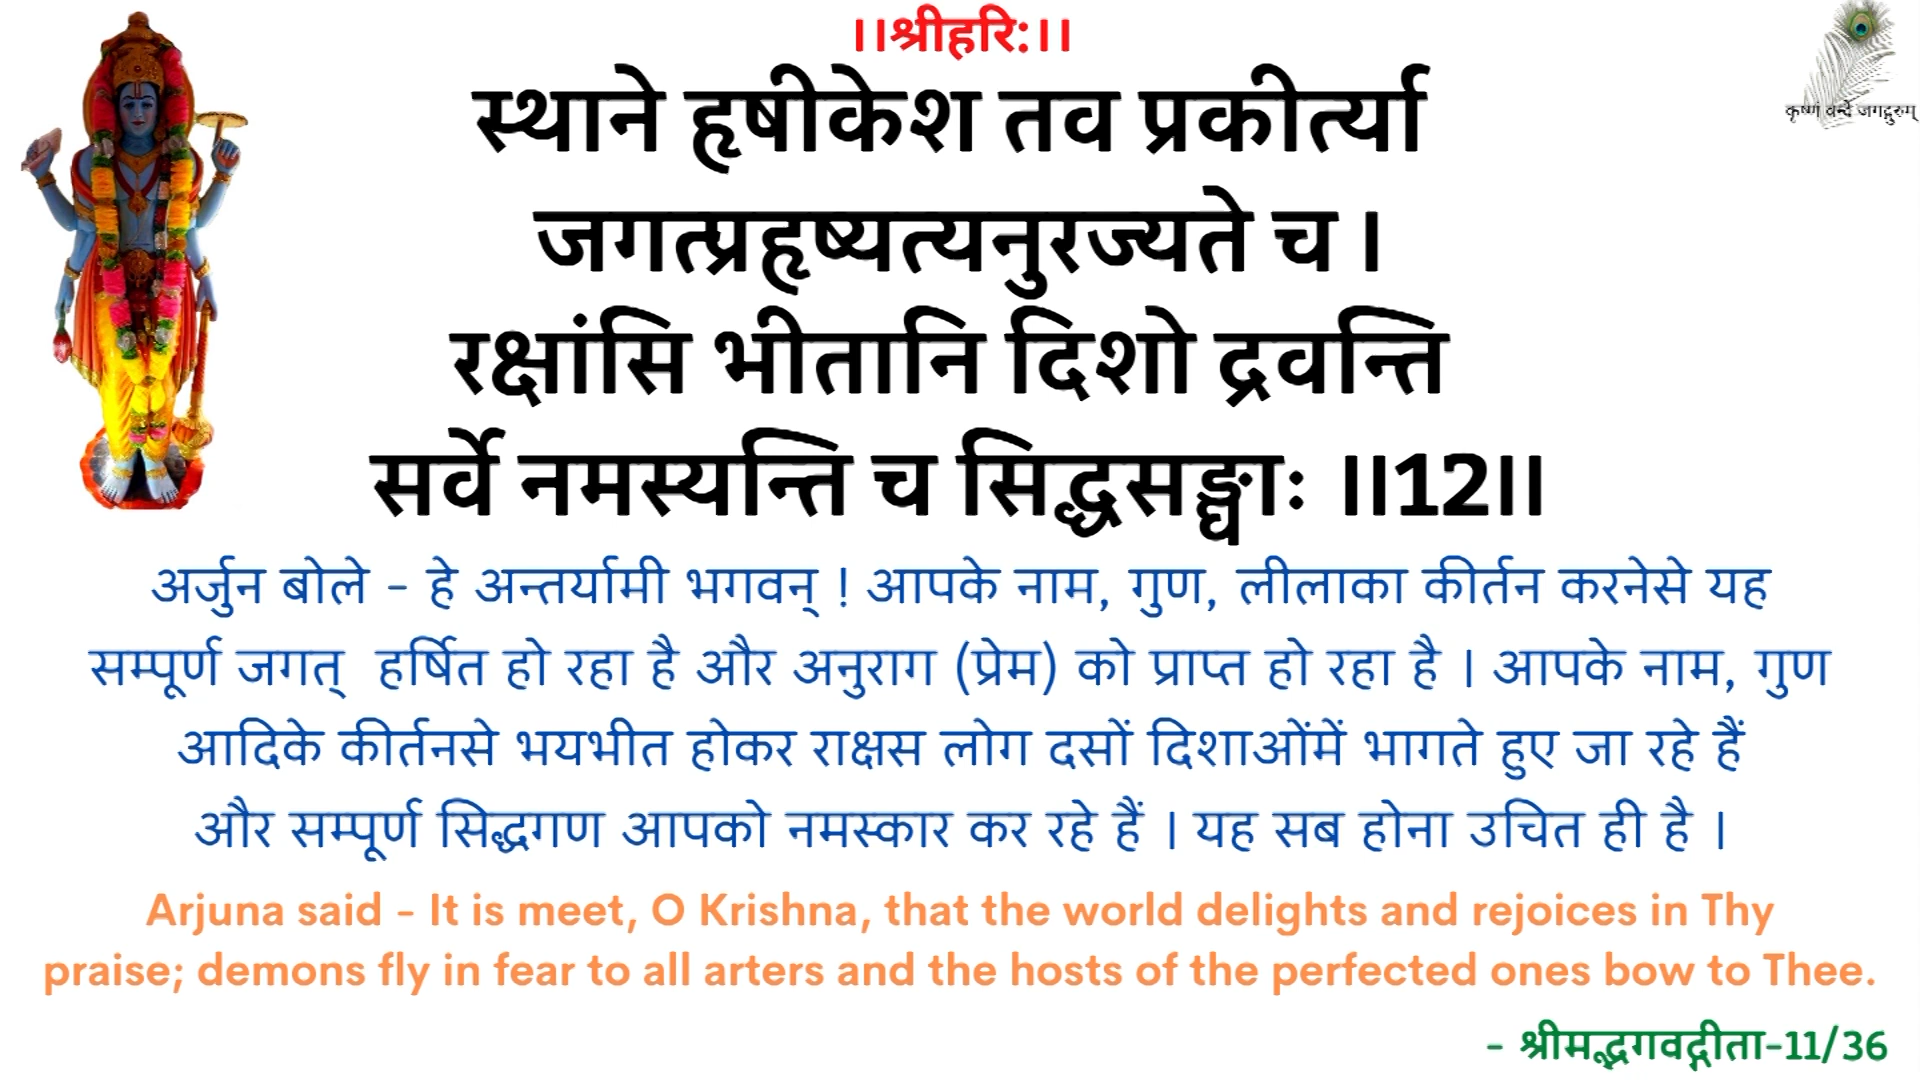 ।।श्रीहरि:।।
कृष्णं वन्दे जगद्गुरुम्
स्थाने हृषीकेश तव प्रकीर्त्या
जगत्प्रहृष्यत्यनुरज्यते च।
रक्षांसि भीतानि दिशो द्रवन्ति
सर्वे नमस्यन्ति च सिद्धसङ्घाः ।।12।।
अर्जुन बोले - हे अन्तर्यामी भगवन् ! आपके नाम, गुण, लीलाका कीर्तन करनेसे यह
सम्पूर्ण जगत् हर्षित हो रहा है और अनुराग (प्रेम) को प्राप्त हो रहा है । आपके नाम, गुण
आदिके कीर्तनसे भयभीत होकर राक्षस लोग दसों दिशाओंमें भागते हुए जा रहे हैं
और सम्पूर्ण सिद्धगण आपको नमस्कार कर रहे हैं । यह सब होना उचित ही है ।
Arjuna said - It is meet, O Krishna, that the world delights and rejoices in Thy
praise; demons fly in fear to all arters and the hosts of the perfected ones bow to Thee.
- श्रीमद्भगवद्गीता-11/36